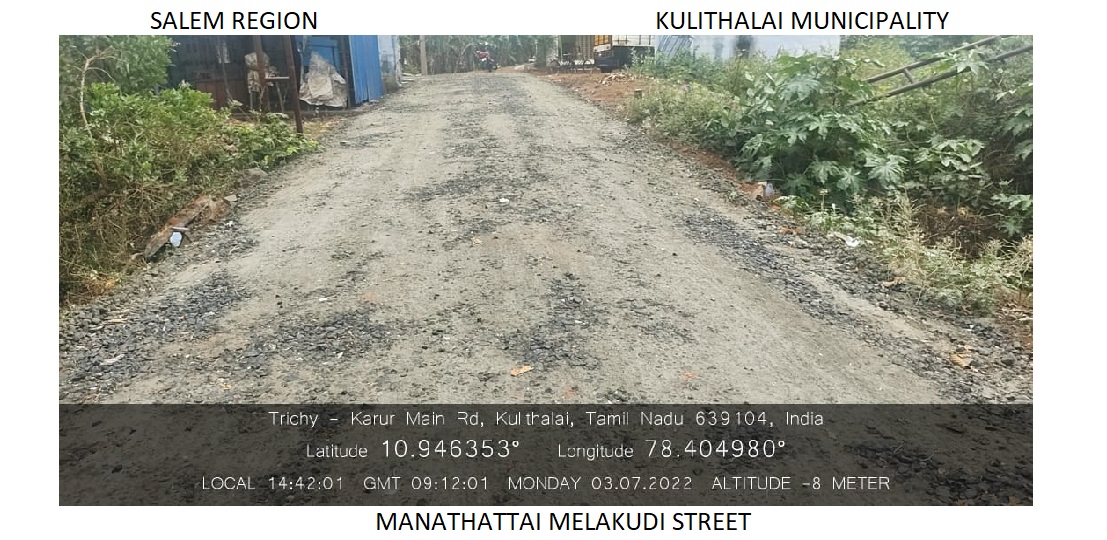 SALEM REGION KULITHALAI MUNICIPALITY
Trichy - Karur Main Rd, Kulithalai, Tamil Nadu 639104, India
Latitude 10.946353° Longitude 78.404980°
LOCAL 14:42:01 GMT 09:12:01 MONDAY 03.07.2022 ALTITUDE -8 METER
MANATHATTAI MELAKUDI STREET